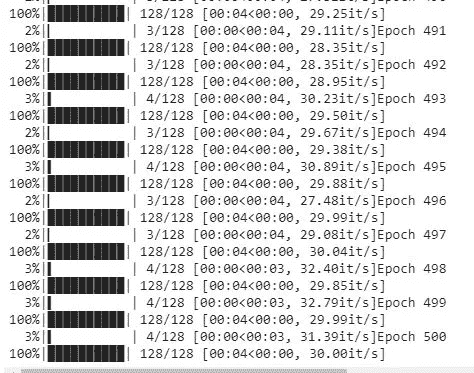 100%|██████████| 128/128 [00:04<00:00, 29.25it/s]
2%|▏ | 3/128 [00:00<00:04, 29.11it/s]Epoch 491
100%|██████████| 128/128 [00:04<00:00, 28.35it/s]
2%|▏ | 3/128 [00:00<00:04, 28.35it/s]Epoch 492
100%|██████████| 128/128 [00:04<00:00, 28.95it/s]
3%|▎ | 4/128 [00:00<00:04, 30.23it/s]Epoch 493
100%|██████████| 128/128 [00:04<00:00, 29.50it/s]
2%|▏ | 3/128 [00:00<00:04, 29.67it/s]Epoch 494
100%|██████████| 128/128 [00:04<00:00, 29.38it/s]
3%|▎ | 4/128 [00:00<00:04, 30.89it/s]Epoch 495
100%|██████████| 128/128 [00:04<00:00, 29.88it/s]
2%|▏ | 3/128 [00:00<00:04, 27.48it/s]Epoch 496
100%|██████████| 128/128 [00:04<00:00, 29.99it/s]
2%|▏ | 3/128 [00:00<00:04, 29.08it/s]Epoch 497
100%|██████████| 128/128 [00:04<00:00, 30.04it/s]
3%|▎ | 4/128 [00:00<00:03, 32.40it/s]Epoch 498
100%|██████████| 128/128 [00:04<00:00, 29.85it/s]
3%|▎ | 4/128 [00:00<00:03, 32.79it/s]Epoch 499
100%|██████████| 128/128 [00:04<00:00, 29.99it/s]
3%|▎ | 4/128 [00:00<00:03, 31.39it/s]Epoch 500
100%|██████████| 128/128 [00:04<00:00, 30.00it/s]